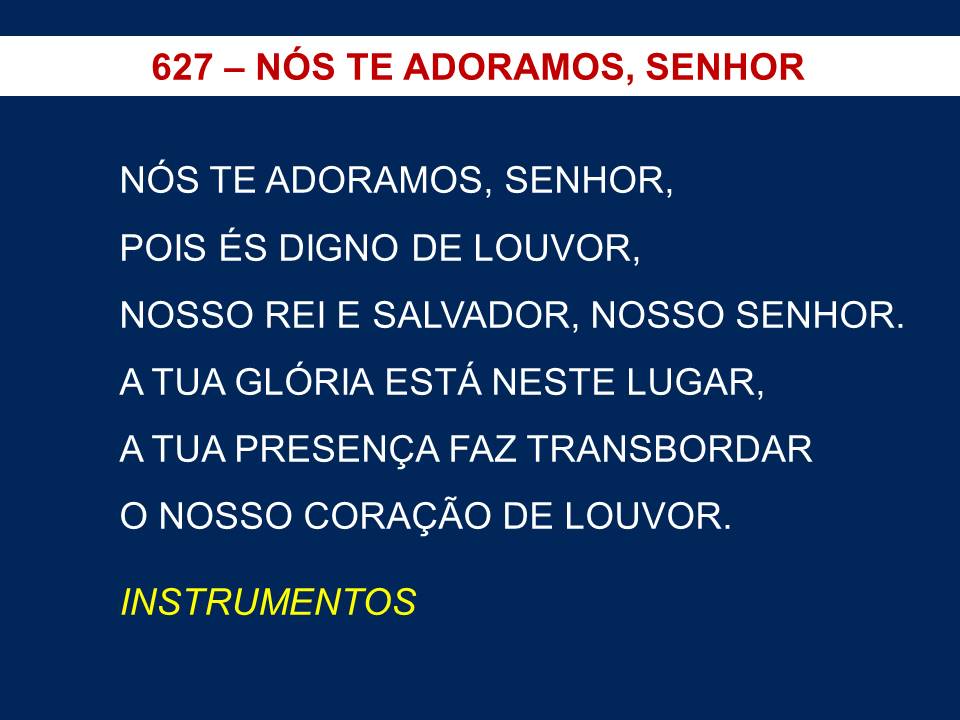 627 – NÓS TE ADORAMOS, SENHOR
NÓS TE ADORAMOS, SENHOR,
POIS ÉS DIGNO DE LOUVOR,
NOSSO REI E SALVADOR, NOSSO SENHOR.
A TUA GLÓRIA ESTÁ NESTE LUGAR,
A TUA PRESENÇA FAZ TRANSBORDAR
O NOSSO CORAÇÃO DE LOUVOR.
INSTRUMENTOS